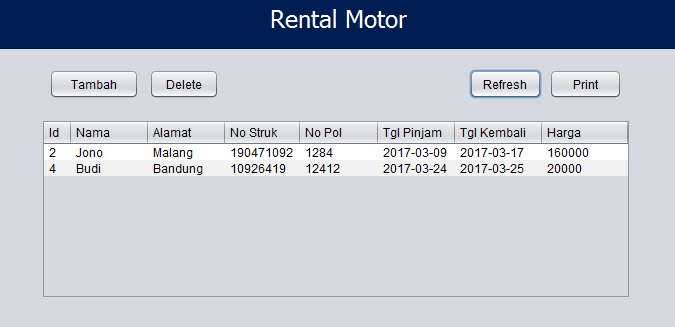 Rental Motor
Tambah Delete Refresh Print
Id Nama Alamat No Struk No Pol Tgl Pinjam Tgl Kembali Harga
2 Jono Malang 190471092 1284 2017-03-09 2017-03-17 160000
4 Budi Bandung 10926419 12412 2017-03-24 2017-03-25 20000